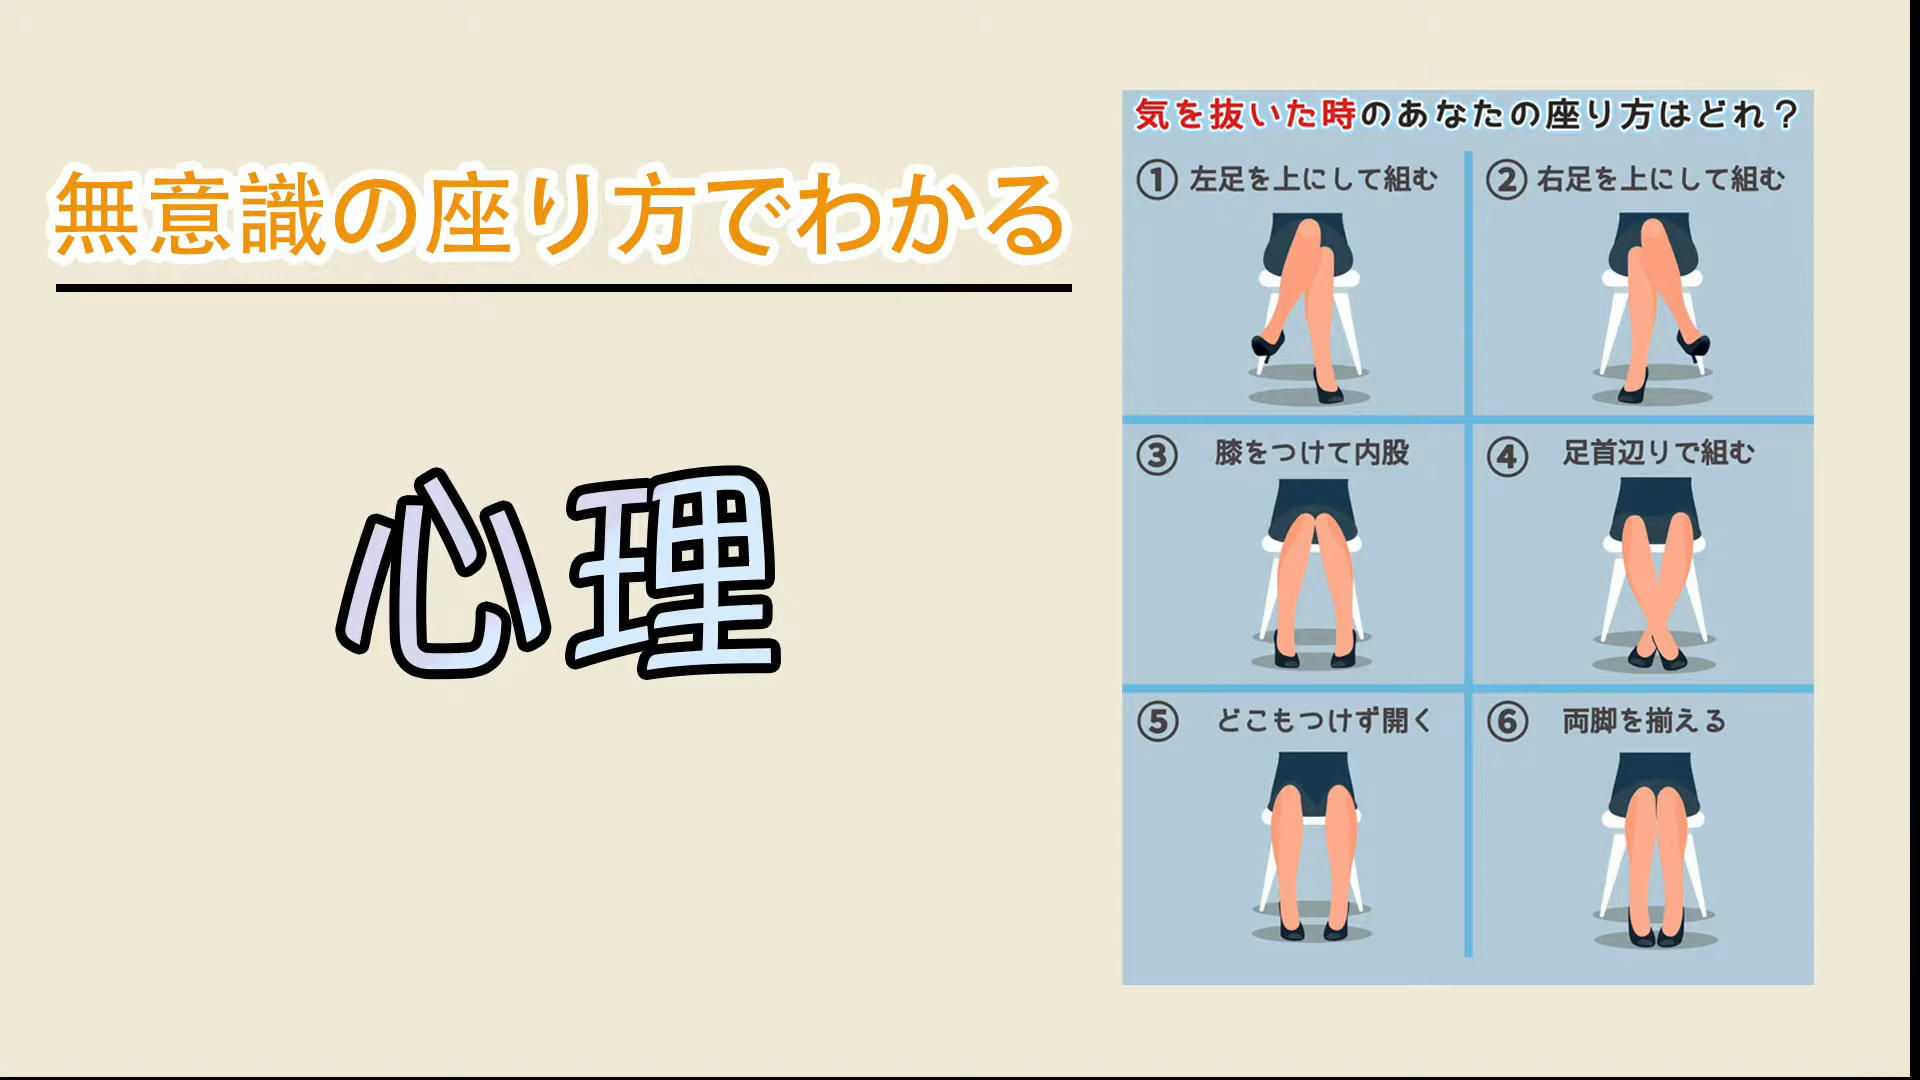 無意識の座り方でわかる
心理
気を抜いた時のあなたの座り方はどれ？
① 左足を上にして組む
② 右足を上にして組む
③ 膝をつけて内股
④ 足首辺りで組む
⑤ どこもつけず開く
⑥ 両脚を揃える